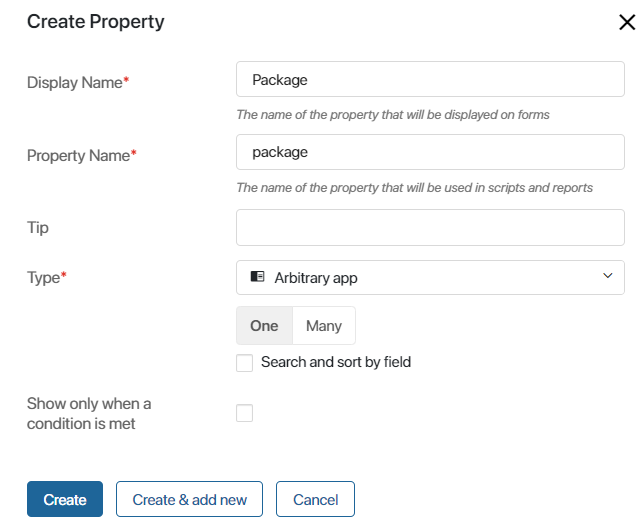 Create Property
Display Name*
Package
The name of the property that will be displayed on forms
Property Name*
package
The name of the property that will be used in scripts and reports
Tip
Type*
Arbitrary app
One
Many
Search and sort by field
Show only when a
condition is met
Create
Create & add new
Cancel